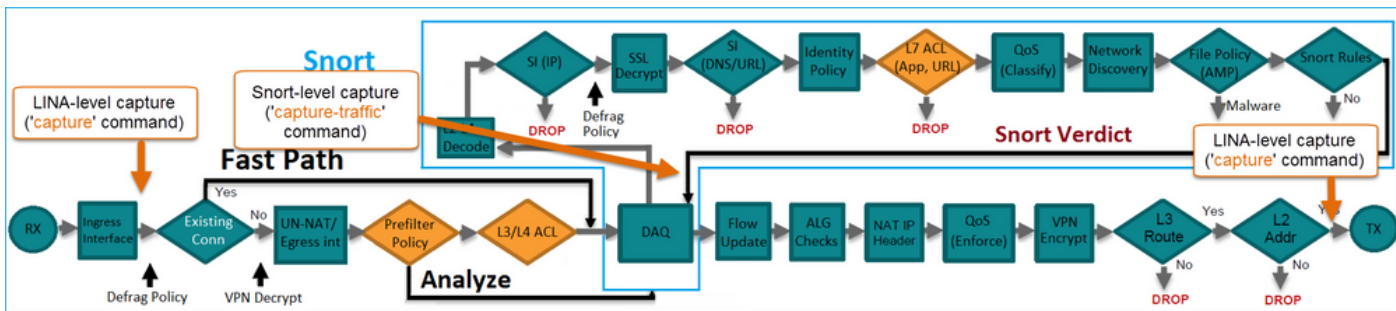 Snort
SI (IP)
SSL
Decrypt
SI
(DNS/URL)
Identity
Policy
L7 ACL
(App, URL)
QoS
(Classify)
Network
Discovery
File Policy
(AMP)
Snort Rules
LINA-level capture
('capture' command)
Snort-level capture
('capture-traffic'
command)
Defrag
Policy
DROP
DROP
DROP
Malware
No
DROP
Decode
Snort Verdict
LINA-level capture
('capture' command)
Fast Path
Yes
RX
Ingress
Interface
Existing
Conn
No
UN-NAT/
Egress int
Prefilter
Policy
L3/L4 ACL
DAQ
Flow
Update
ALG
Checks
NAT IP
Header
QoS
(Enforce)
VPN
Encrypt
L3
Route
Yes
L2
Addr
TX
Analyze
No
No
Defrag Policy
VPN Decrypt
DROP
DROP